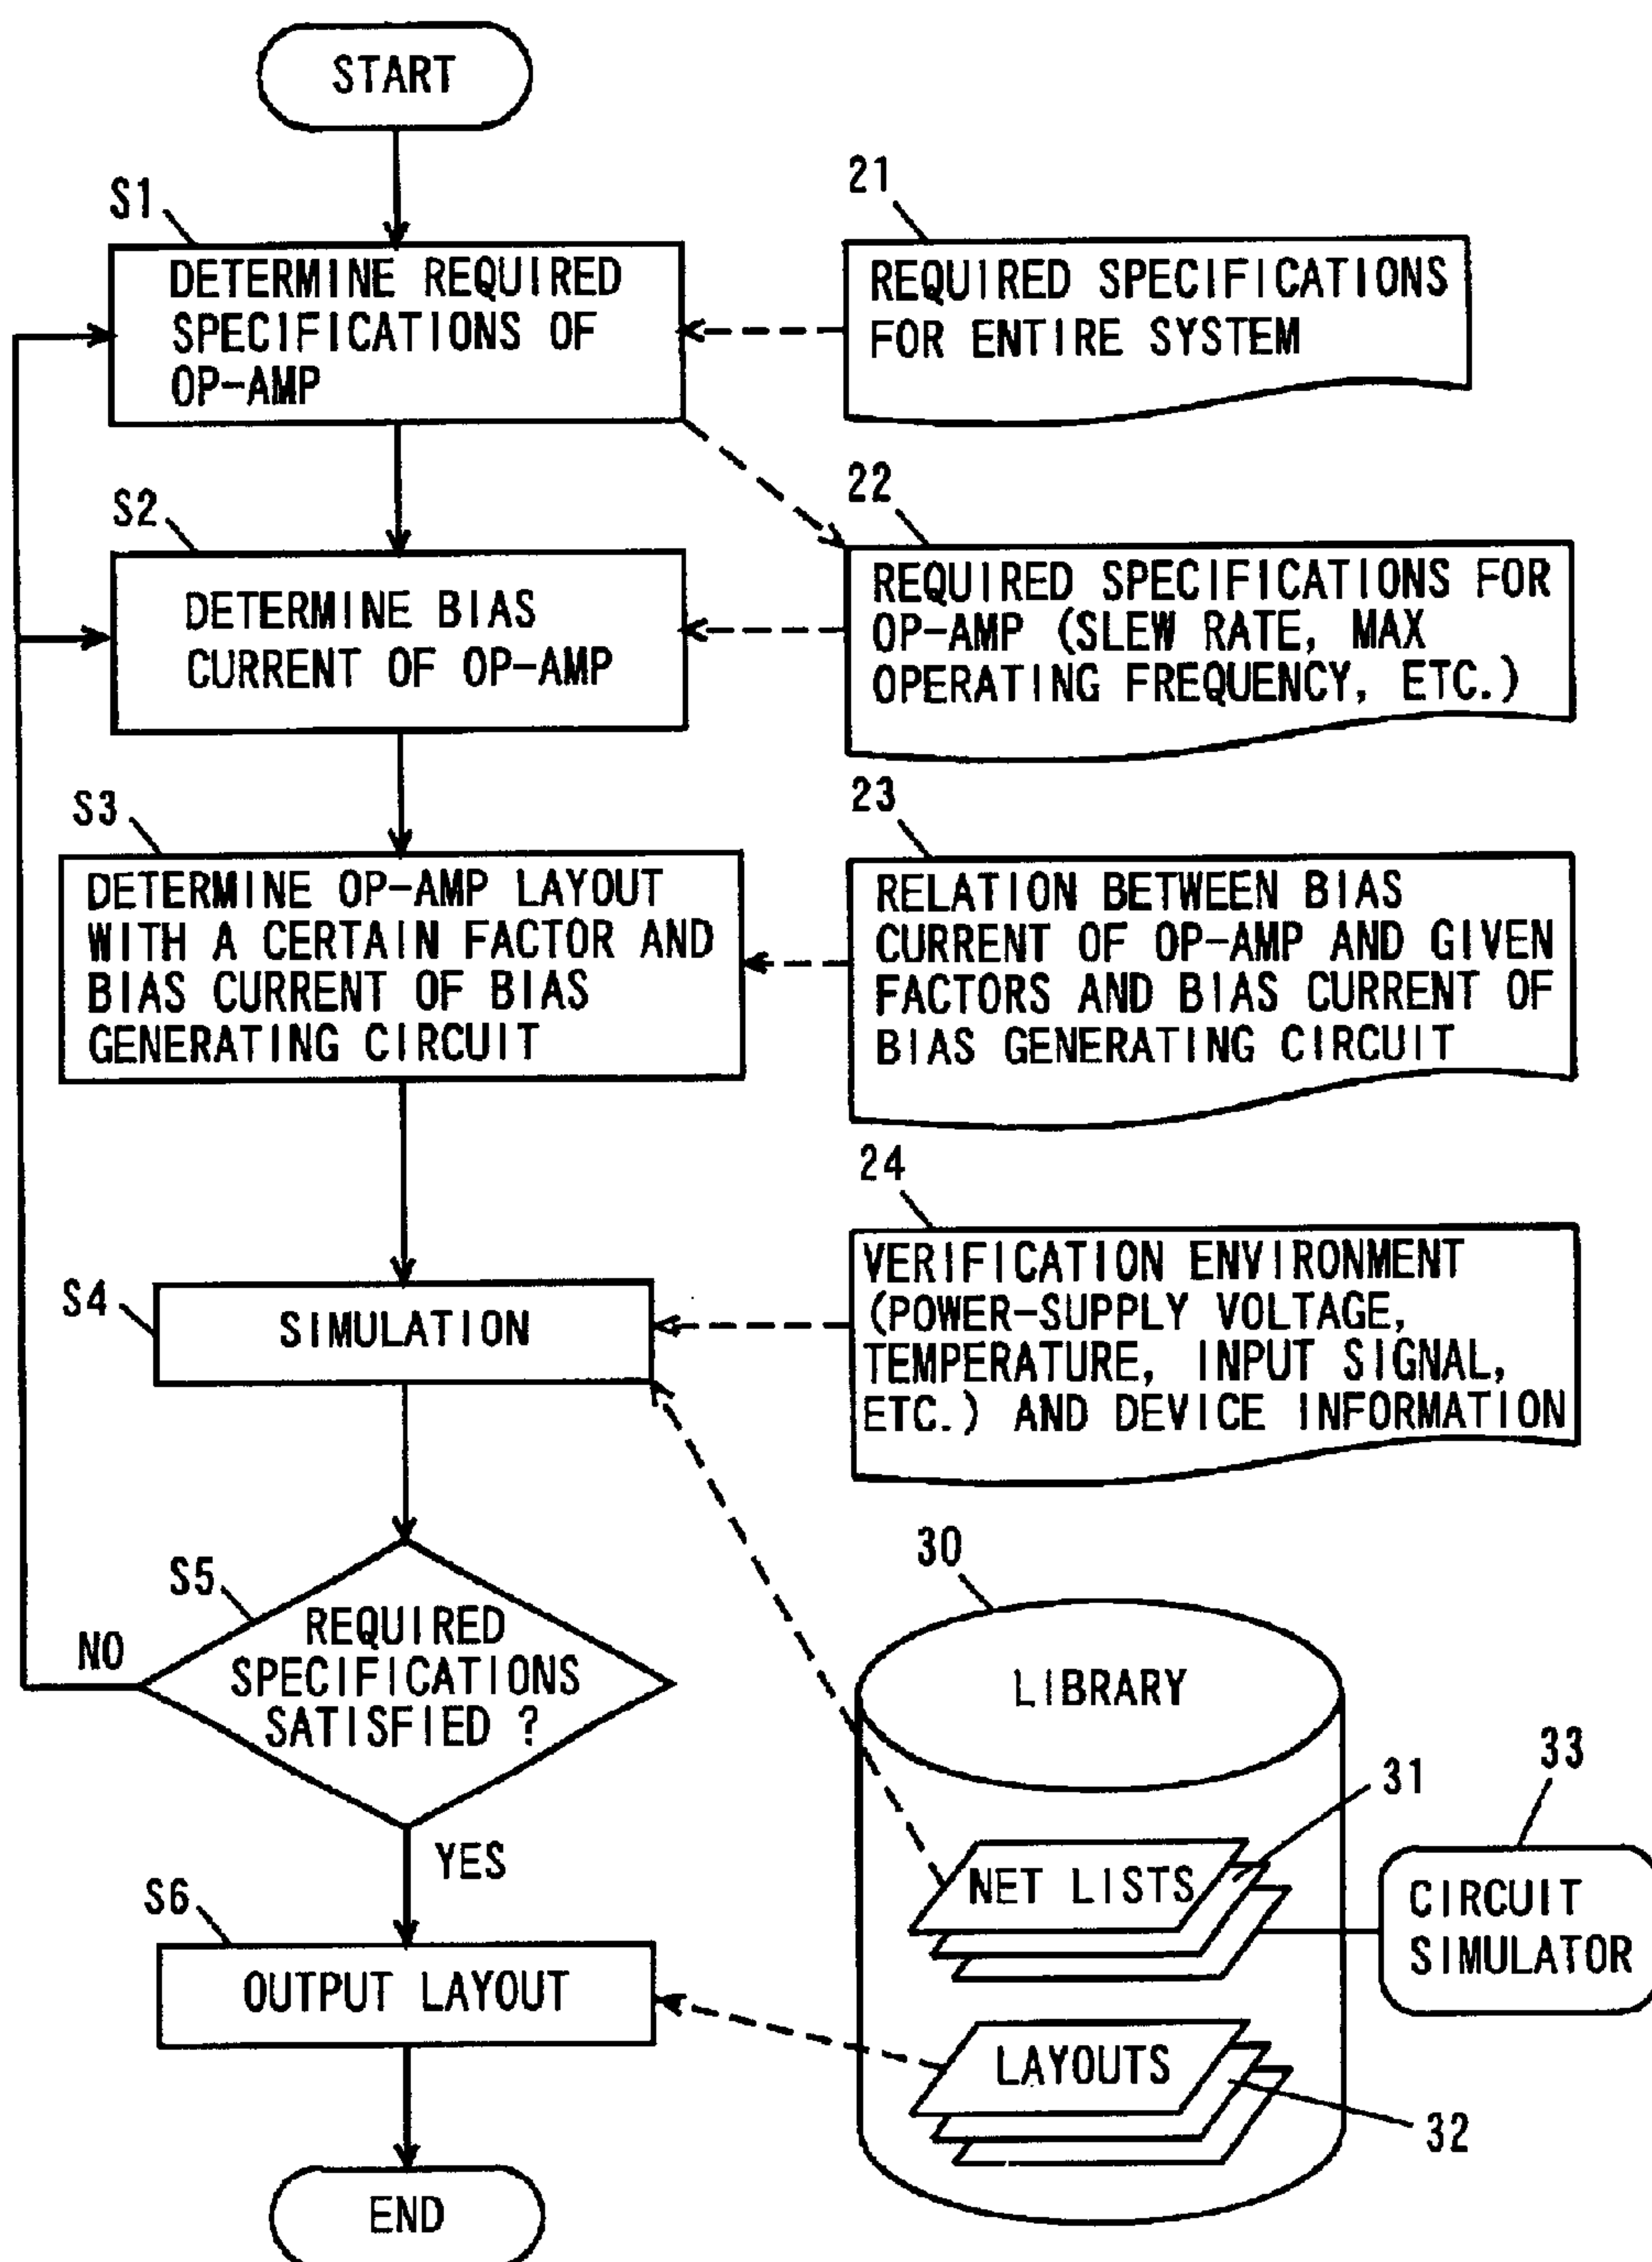 START
S1
DETERMINE REQUIRED
SPECIFICATIONS OF
OP-AMP
21
REQUIRED SPECIFICATIONS
FOR ENTIRE SYSTEM
S2
DETERMINE BIAS
CURRENT OF OP-AMP
22
REQUIRED SPECIFICATIONS FOR
OP-AMP (SLEW RATE, MAX
OPERATING FREQUENCY, ETC.)
S3
DETERMINE OP-AMP LAYOUT
WITH A CERTAIN FACTOR AND
BIAS CURRENT OF BIAS
GENERATING CIRCUIT
23
RELATION BETWEEN BIAS
CURRENT OF OP-AMP AND GIVEN
FACTORS AND BIAS CURRENT OF
BIAS GENERATING CIRCUIT
S4
SIMULATION
24
VERIFICATION ENVIRONMENT
(POWER-SUPPLY VOLTAGE,
TEMPERATURE, INPUT SIGNAL,
ETC.) AND DEVICE INFORMATION
S5
REQUIRED
SPECIFICATIONS
SATISFIED ?
NO
YES
30
LIBRARY
31
33
NET LISTS
CIRCUIT
SIMULATOR
S6
OUTPUT LAYOUT
LAYOUTS
32
END